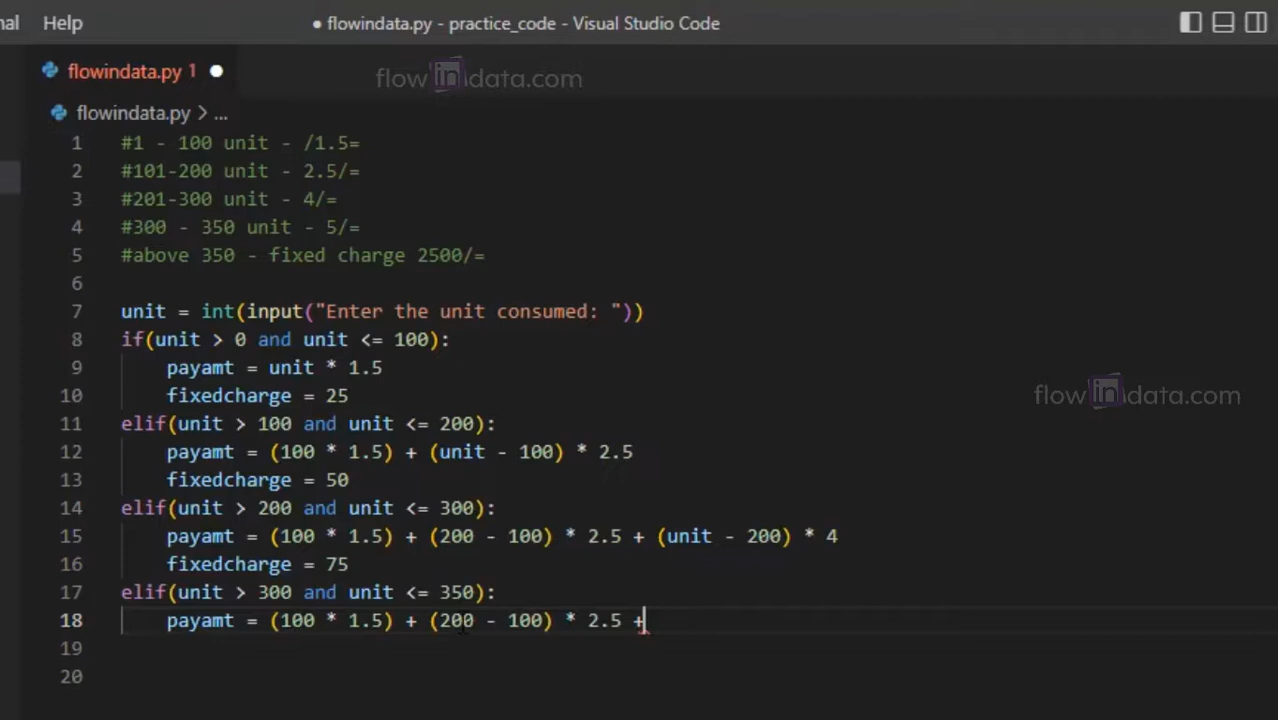 nal Help ● flowindata.py - practice_code - Visual Studio Code
flowindata.py 1 ●
flowindata.com
flowindata.py > ...
1 #1 - 100 unit - /1.5=
2 #101-200 unit - 2.5/=
3 #201-300 unit - 4/=
4 #300 - 350 unit - 5/=
5 #above 350 - fixed charge 2500/=
6
7 unit = int(input("Enter the unit consumed: "))
8 if(unit > 0 and unit <= 100):
9     payamt = unit * 1.5
10     fixedcharge = 25
flowindata.com
11 elif(unit > 100 and unit <= 200):
12     payamt = (100 * 1.5) + (unit - 100) * 2.5
13     fixedcharge = 50
14 elif(unit > 200 and unit <= 300):
15     payamt = (100 * 1.5) + (200 - 100) * 2.5 + (unit - 200) * 4
16     fixedcharge = 75
17 elif(unit > 300 and unit <= 350):
18     payamt = (100 * 1.5) + (200 - 100) * 2.5 +
19
20